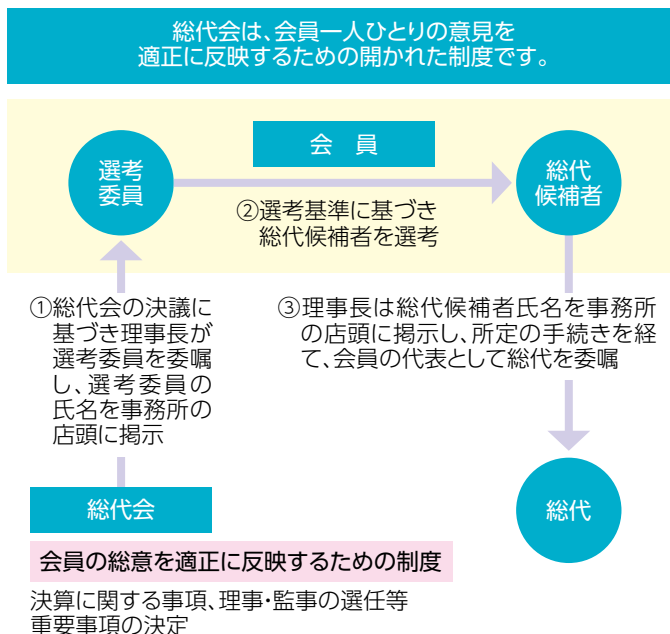 総代会は、会員一人ひとりの意見を
適正に反映するための開かれた制度です。
会　員
選考
委員
総代
候補者
②選考基準に基づき
総代候補者を選考
①総代会の決議に
基づき理事長が
選考委員を委嘱
し、選考委員の
氏名を事務所の
店頭に掲示
③理事長は総代候補者氏名を事務所
の店頭に掲示し、所定の手続きを経
て、会員の代表として総代を委嘱
総代会
総代
会員の総意を適正に反映するための制度
決算に関する事項、理事・監事の選任等
重要事項の決定